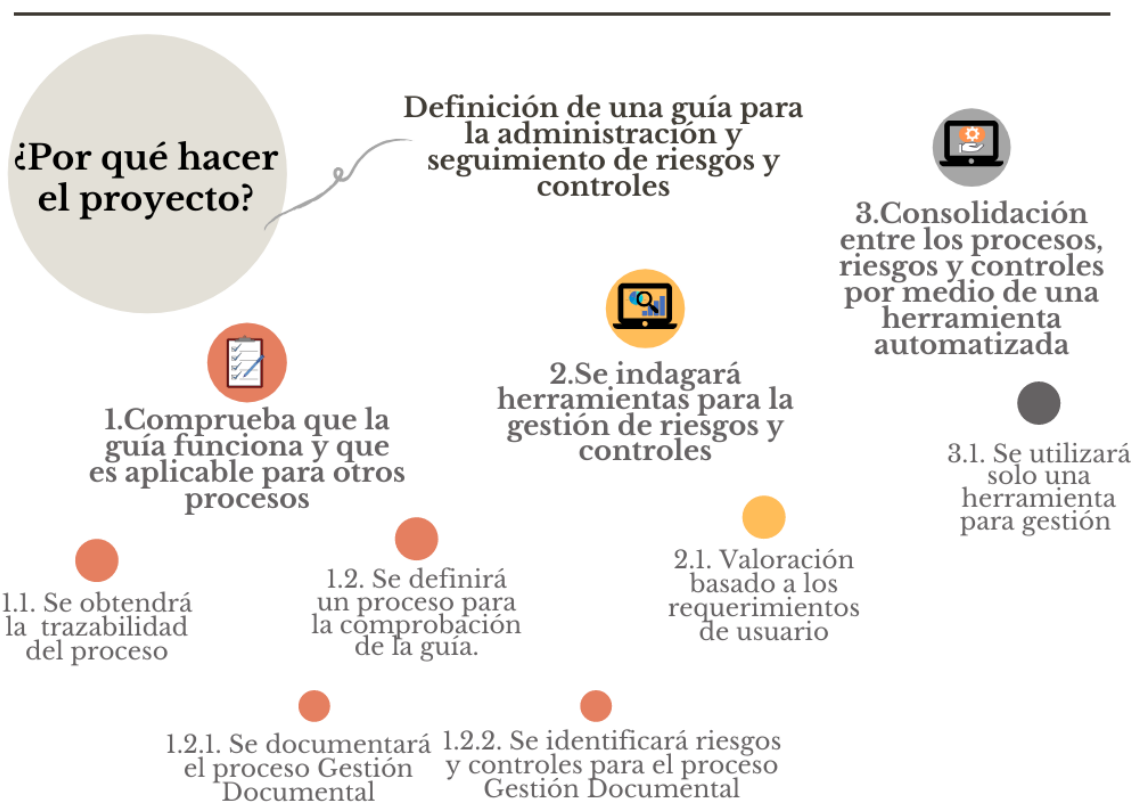 ¿Por qué hacer
el proyecto?
Definición de una guía para
la administración y
seguimiento de riesgos y
controles
1.Comprueba que la
guía funciona y que
es aplicable para otros
procesos
1.1. Se obtendrá
la trazabilidad
del proceso
1.2. Se definirá
un proceso para
la comprobación
de la guía.
1.2.1. Se documentará
el proceso Gestión
Documental
1.2.2. Se identificará riesgos
y controles para el proceso
Gestión Documental
2.Se indagará
herramientas para la
gestión de riesgos y
controles
2.1. Valoración
basado a los
requerimientos
de usuario
3.Consolidación
entre los procesos,
riesgos y controles
por medio de una
herramienta
automatizada
3.1. Se utilizará
solo una
herramienta
para gestión